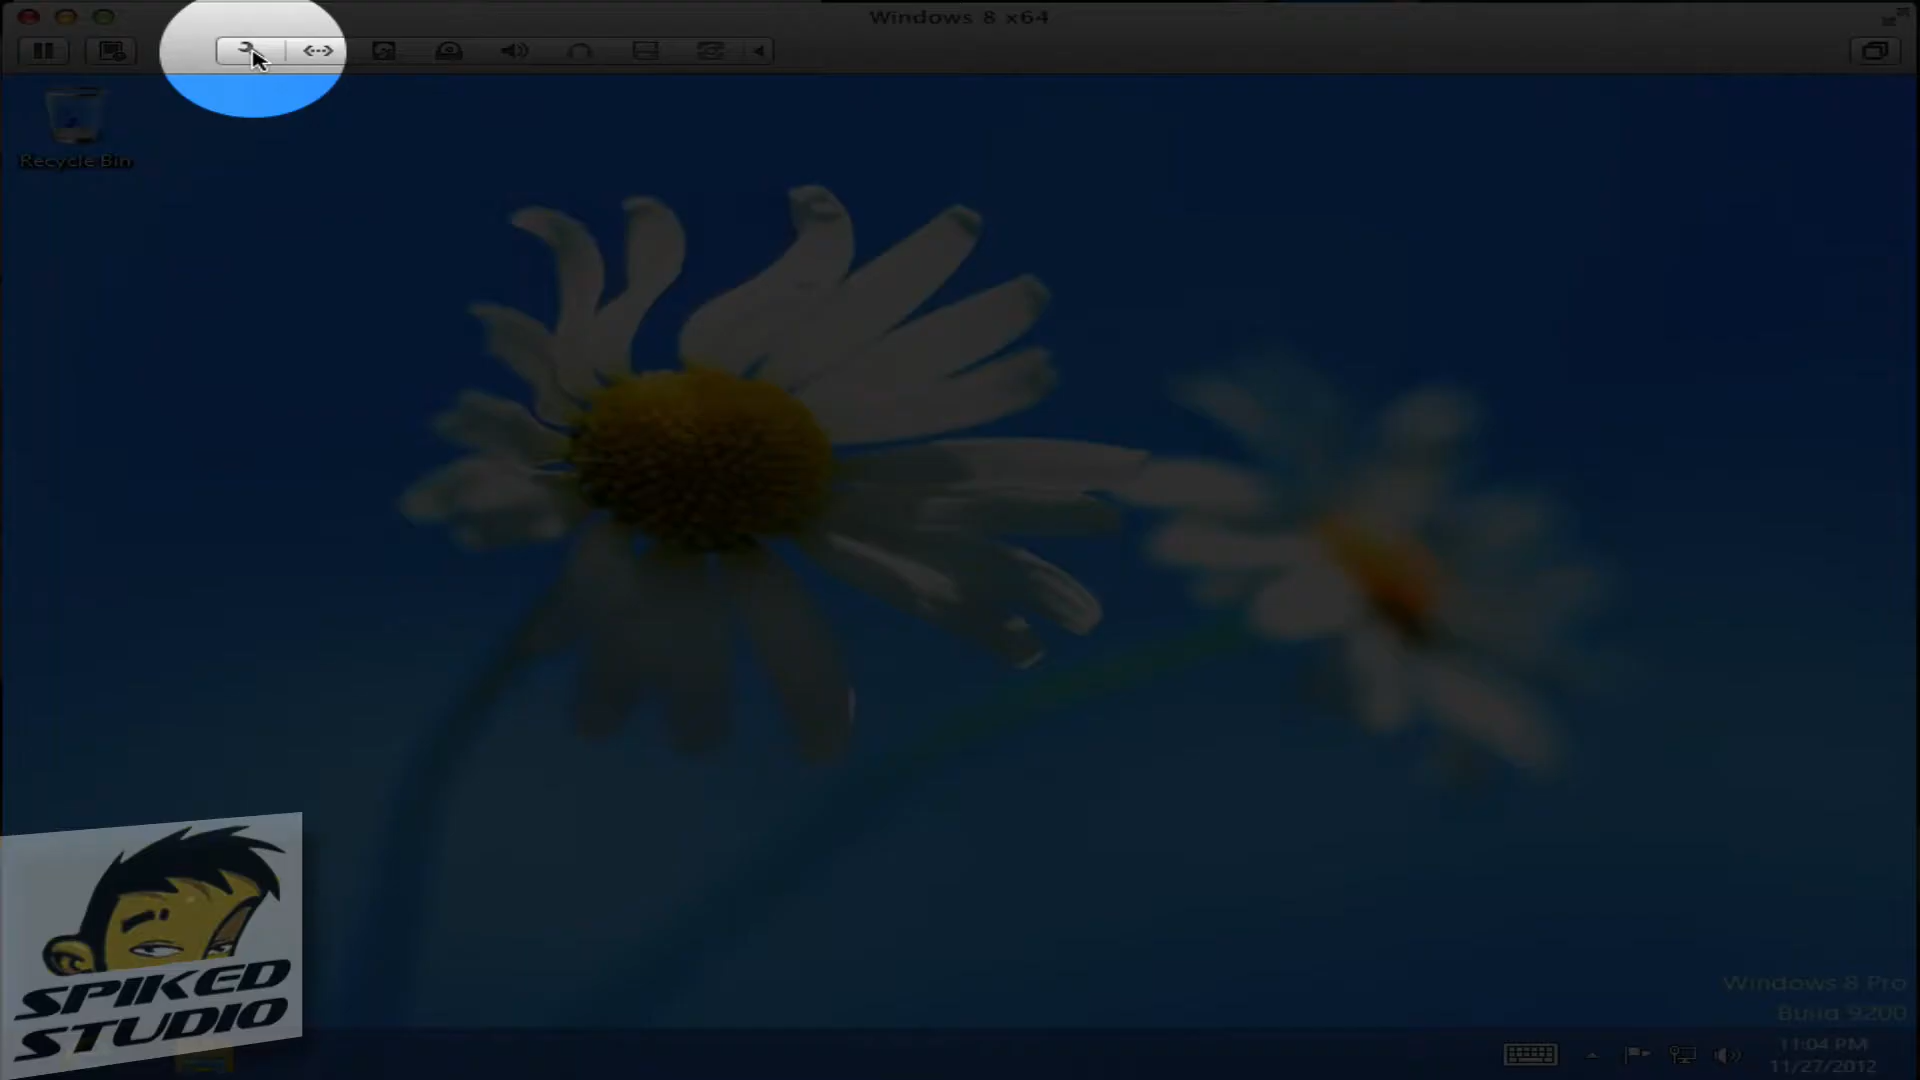 Windows 8 x64
Recycle Bin
SPIKED
STUDIO
Windows 8 Pro
Build 9200
11:04 PM
11/27/2012